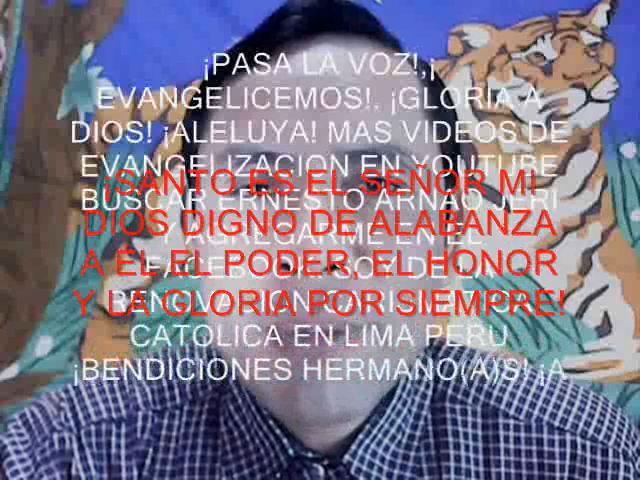 ¡PASA LA VOZ!,¡
EVANGELICEMOS!. ¡GLORIA A
DIOS! ¡ALELUYA! MAS VIDEOS DE
EVANGELIZACION EN YOUTUBE
BUSCAR ERNESTO ARNAO JERI
Y AGREGARME EN EL
RENOVACION CARISMATICA
CATOLICA EN LIMA PERU
¡BENDICIONES HERMANO(A)S! ¡A
¡SANTO ES EL SEÑOR MI
DIOS DIGNO DE ALABANZA
A ÉL EL PODER, EL HONOR
Y LA GLORIA POR SIEMPRE!